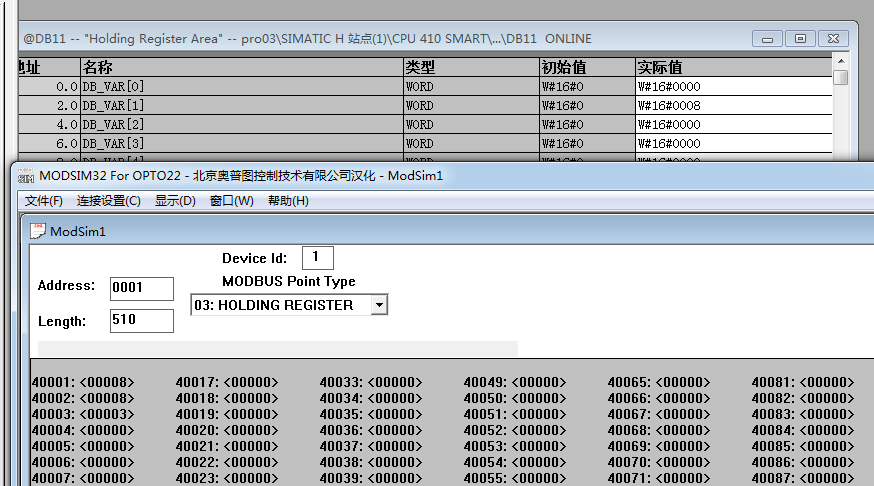 @DB11 -- "Holding Register Area" -- pro03\SIMATIC H 站点(1)\CPU 410 SMART\...\DB11 ONLINE
地址 名称 类型 初始值 实际值
0.0 DB_VAR[0] WORD W#16#0 W#16#0000
2.0 DB_VAR[1] WORD W#16#0 W#16#0008
4.0 DB_VAR[2] WORD W#16#0 W#16#0000
6.0 DB_VAR[3] WORD W#16#0 W#16#0000
MODSIM32 For OPTO22 - 北京奥普图控制技术有限公司汉化 - ModSim1
文件(F) 连接设置(C) 显示(D) 窗口(W) 帮助(H)
ModSim1
Device Id: 1
MODBUS Point Type
Address: 0001
03: HOLDING REGISTER
Length: 510
40001: <00008> 40017: <00000> 40033: <00000> 40049: <00000> 40065: <00000> 40081: <00000>
40002: <00008> 40018: <00000> 40034: <00000> 40050: <00000> 40066: <00000> 40082: <00000>
40003: <00003> 40019: <00000> 40035: <00000> 40051: <00000> 40067: <00000> 40083: <00000>
40004: <00000> 40020: <00000> 40036: <00000> 40052: <00000> 40068: <00000> 40084: <00000>
40005: <00000> 40021: <00000> 40037: <00000> 40053: <00000> 40069: <00000> 40085: <00000>
40006: <00000> 40022: <00000> 40038: <00000> 40054: <00000> 40070: <00000> 40086: <00000>
40007: <00000> 40023: <00000> 40039: <00000> 40055: <00000> 40071: <00000> 40087: <00000>